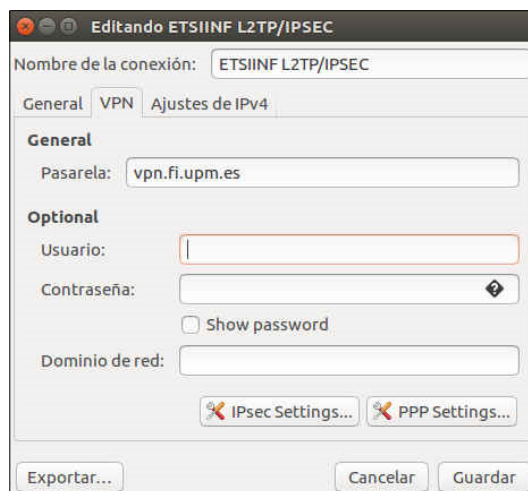 Editando ETSIINF L2TP/IPSEC
Nombre de la conexión: ETSIINF L2TP/IPSEC
General VPN Ajustes de IPv4
General
Pasarela: vpn.fi.upm.es
Optional
Usuario:
Contraseña:
Show password
Dominio de red:
IPsec Settings... PPP Settings...
Exportar... Cancelar Guardar